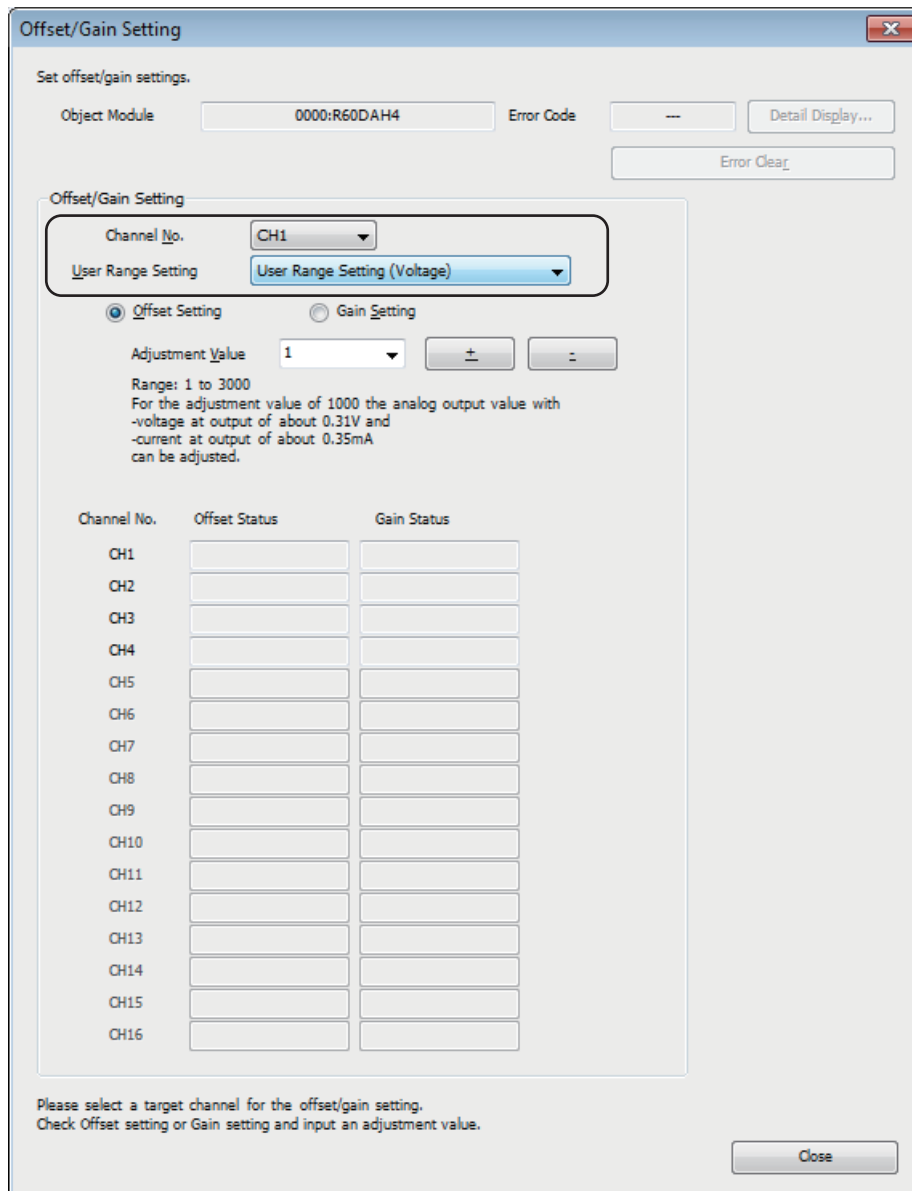 Offset/Gain Setting
Set offset/gain settings.
Object Module 0000:R60DAH4 Error Code --- Detail Display...
Error Clear
Offset/Gain Setting
Channel No. CH1
User Range Setting User Range Setting (Voltage)
Offset Setting Gain Setting
Adjustment Value 1 + -
Range: 1 to 3000
For the adjustment value of 1000 the analog output value with
-voltage at output of about 0.31V and
-current at output of about 0.35mA
can be adjusted.
Channel No. Offset Status Gain Status
CH1
CH2
CH3
CH4
CH5
CH6
CH7
CH8
CH9
CH10
CH11
CH12
CH13
CH14
CH15
CH16
Please select a target channel for the offset/gain setting.
Check Offset setting or Gain setting and input an adjustment value.
Close